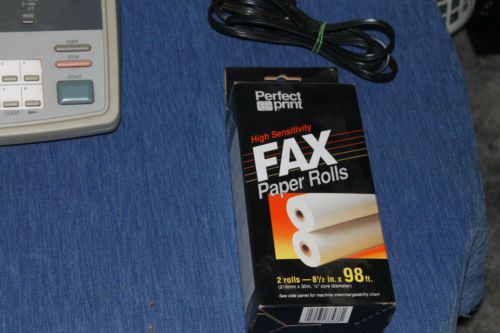 MODE
COPY
STOP
START
CLEAR
Perfect
print
High Sensitivity
FAX
Paper Rolls
2 rolls — 8½ in. x 98 ft.
(216mm x 30m, ½" core diameter)
See side panel for machine interchangeability chart